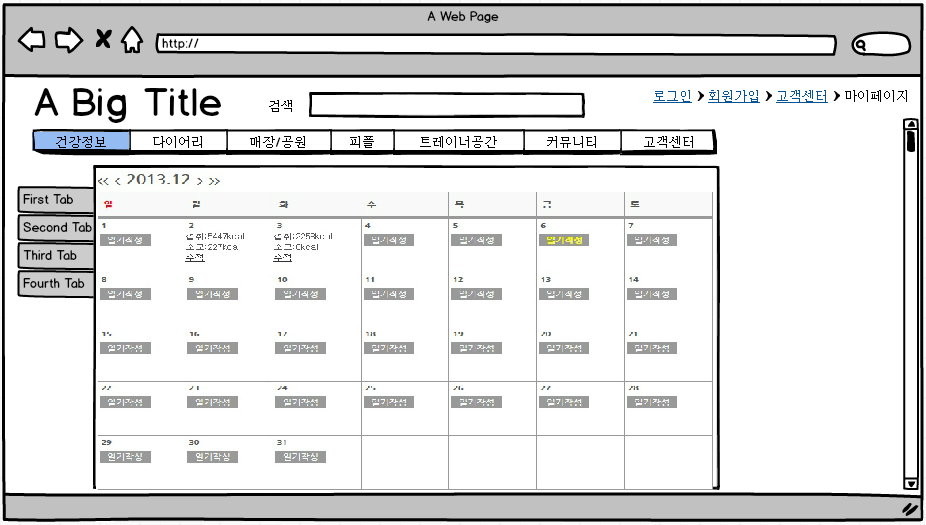 A Web Page
http://
A Big Title
검색
로그인 > 회원가입 > 고객센터 > 마이페이지
건강정보 다이어리 매장/공원 피플 트레이너공간 커뮤니티 고객센터
First Tab
Second Tab
Third Tab
Fourth Tab
<< < 2013.12 > >>
일 월 화 수 목 금 토
1 2 3 4 5 6 7
일기작성 섭취:5447kcal 섭취:2259kcal 일기작성 일기작성 일기작성 일기작성
소모:227kcal 소모:0kcal
수정 수정
8 9 10 11 12 13 14
일기작성 일기작성 일기작성 일기작성 일기작성 일기작성 일기작성
15 16 17 18 19 20 21
일기작성 일기작성 일기작성 일기작성 일기작성 일기작성 일기작성
22 23 24 25 26 27 28
일기작성 일기작성 일기작성 일기작성 일기작성 일기작성 일기작성
29 30 31
일기작성 일기작성 일기작성